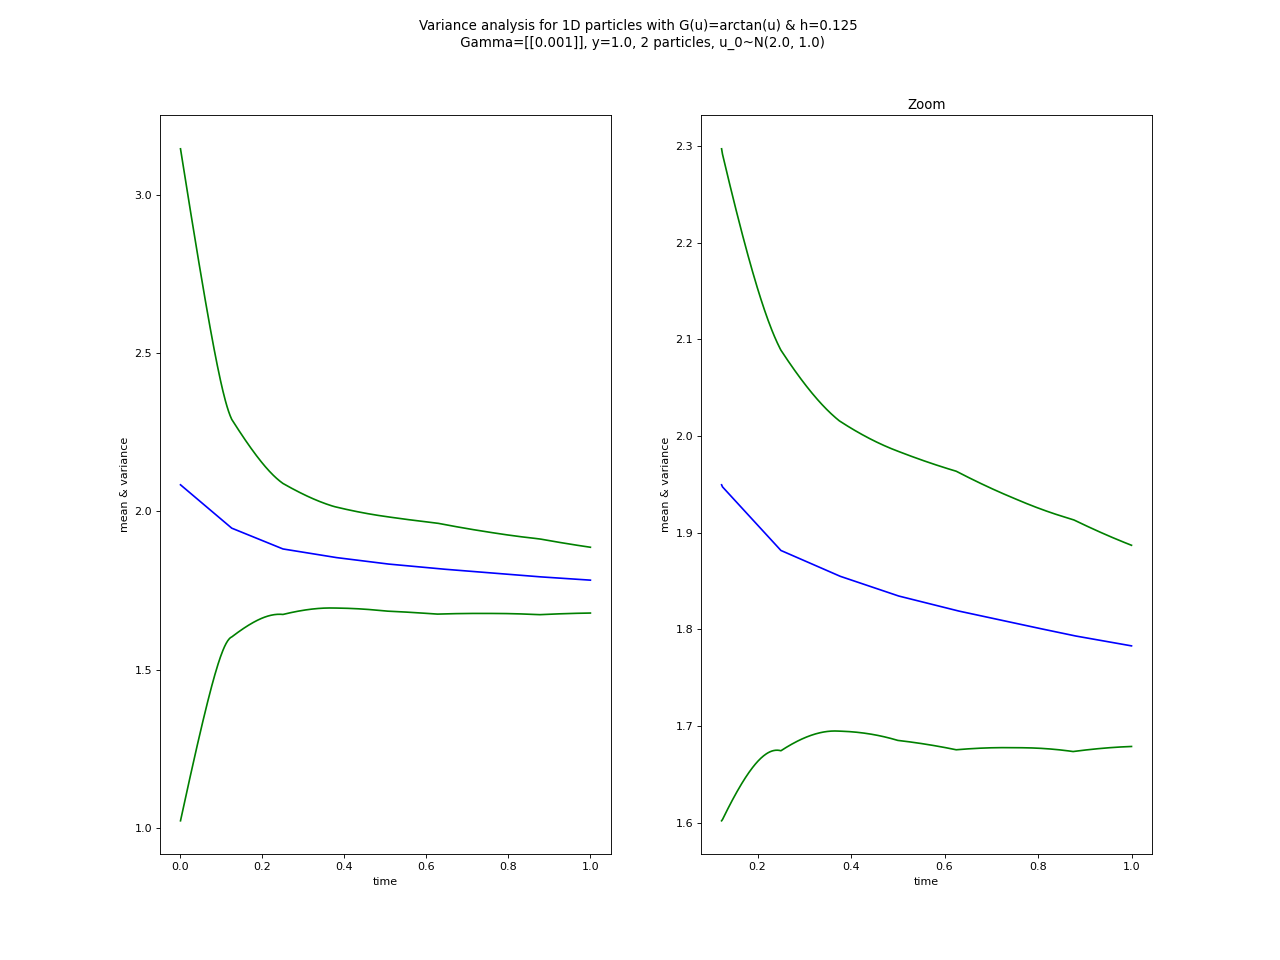 Variance analysis for 1D particles with G(u)=arctan(u) & h=0.125
Gamma=[[0.001]], y=1.0, 2 particles, u_0~N(2.0, 1.0)
mean & variance
3.0
2.5
2.0
1.5
1.0
0.0 0.2 0.4 0.6 0.8 1.0
time
Zoom
mean & variance
2.3
2.2
2.1
2.0
1.9
1.8
1.7
1.6
0.2 0.4 0.6 0.8 1.0
time